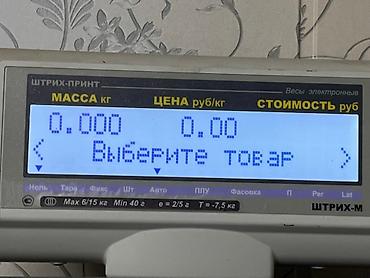 ШТРИХ-ПРИНТ Весы электронные
МАССА кг ЦЕНА руб/кг СТОИМОСТЬ руб
0.000 0.00
< Выберите товар >
Ноль Тара Фикс Шт Авто ППУ Фасовка П Рег Lat
Max 6/15 кг Min 40 г e = 2/5 г T = -7,5 кг ШТРИХ-М